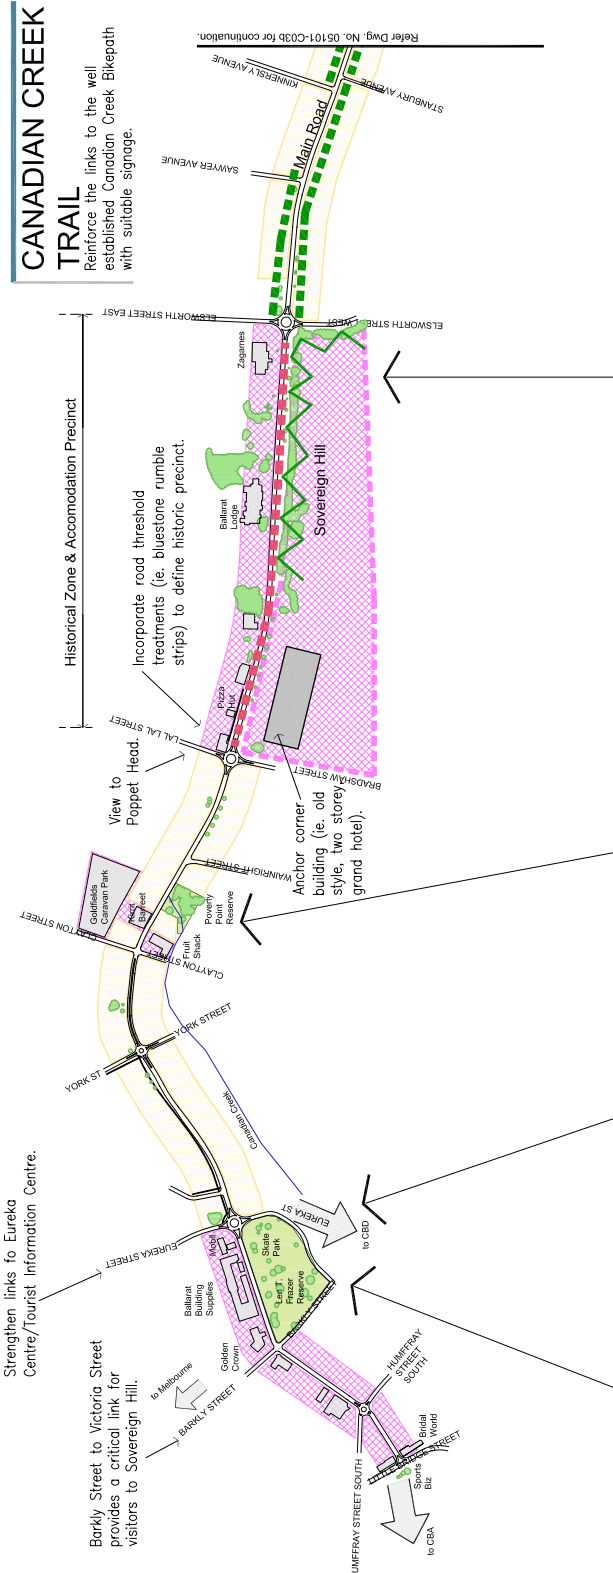 CANADIAN CREEK
TRAIL
Reinforce the links to the well
established Canadian Creek Bikepath
with suitable signage.
Refer Dwg. No. 05101-C03b for continuation.
KINNERSLY AVENUE
STANBURY AVENUE
Main Road
SAWYER AVENUE
ELSWORTH STREET EAST
ELSWORTH STREET WEST
Historical Zone & Accomodation Precinct
Zagames
Ballarat
Lodge
Sovereign Hill
Incorporate road threshold
treatments (ie. bluestone rumble
strips) to define historic precinct.
Pizza
Hut
LAL LAL STREET
View to
Poppet Head.
BRADSHAW STREET
Anchor corner
building (ie. old
style, two storey,
grand hotel).
WAINRIGHT STREET
Goldfields
Caravan Park
Barreet
Poverty
Point
Reserve
Fruit
Shack
CLAYTON STREET
CLAYTON STREET
YORK STREET
YORK ST
Canadian Creek
Strengthen links fo Eureka
Centre/Tourist Information Centre.
EUREKA STREET
EUREKA ST
to CBD
Mobil
Skate
Park
Len T.
Frazer
Reserve
Ballarat
Building
Supplies
Golden
Crown
BARKLY STREET
to Melbourne
BARKLY STREET
Barkly Street to Victoria Street
provides a critical link for
visitors to Sovereign Hill.
HUMFFRAY
STREET
SOUTH
UMFFRAY STREET SOUTH
Bridal
World
BRIDGE STREET
Sports
Biz
to CBA